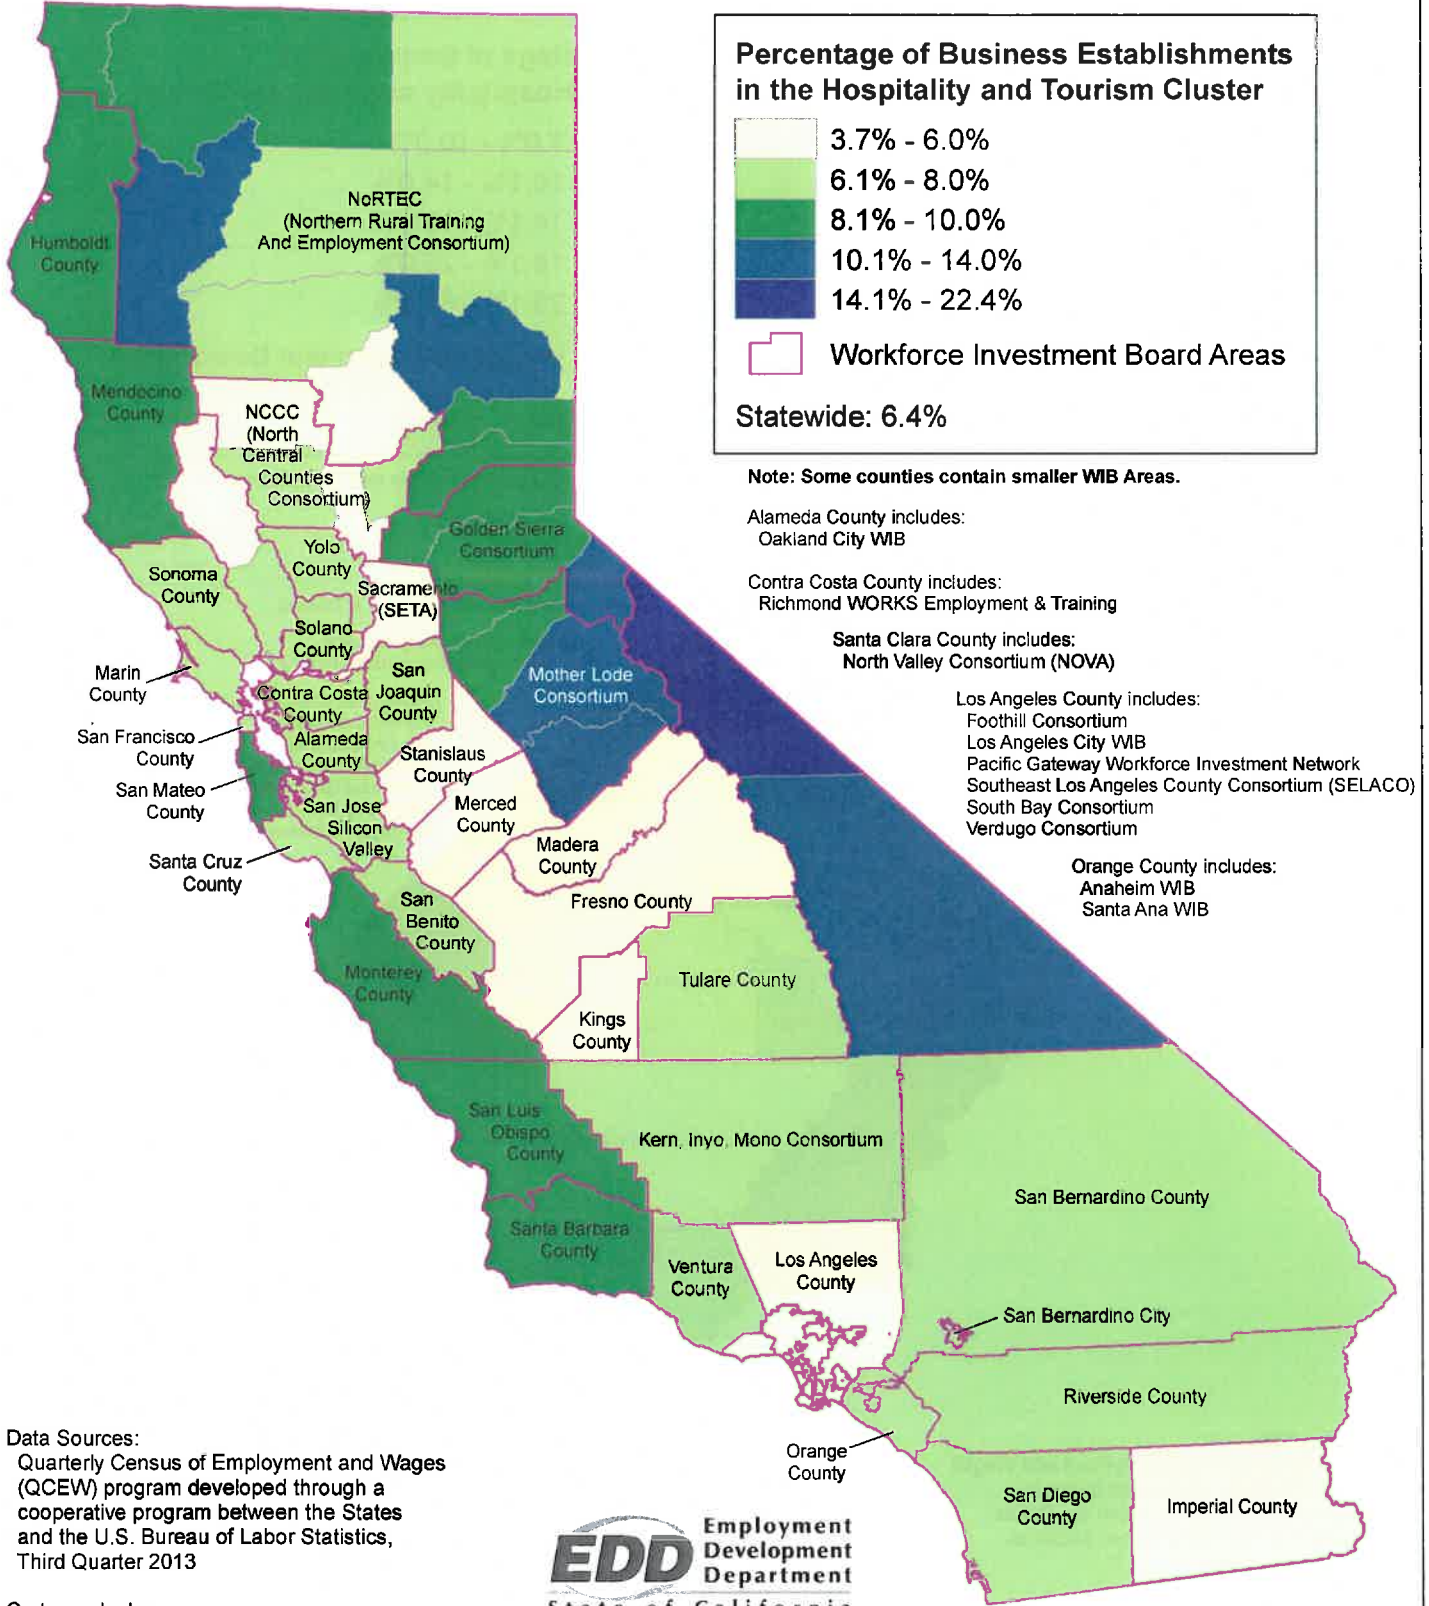 Percentage of Business Establishments
in the Hospitality and Tourism Cluster
3.7% - 6.0%
6.1% - 8.0%
8.1% - 10.0%
10.1% - 14.0%
14.1% - 22.4%
Workforce Investment Board Areas
Statewide: 6.4%
Note: Some counties contain smaller WIB Areas.
Alameda County includes:
Oakland City WIB
Contra Costa County includes:
Richmond WORKS Employment & Training
Santa Clara County includes:
North Valley Consortium (NOVA)
Los Angeles County includes:
Foothill Consortium
Los Angeles City WIB
Pacific Gateway Workforce Investment Network
Southeast Los Angeles County Consortium (SELACO)
South Bay Consortium
Verdugo Consortium
Orange County includes:
Anaheim WIB
Santa Ana WIB
NoRTEC
(Northern Rural Training
And Employment Consortium)
Humboldt
County
Mendocino
County
NCCC
(North
Central
Counties
Consortium)
Golden Sierra
Consortium
Yolo
County
Sonoma
County
Sacramento
(SETA)
Solano
County
Marin
County
Contra Costa
County
San
Joaquin
County
Mother Lode
Consortium
San Francisco
County
Alameda
County
Stanislaus
County
San Mateo
County
San Jose
Silicon
Valley
Merced
County
Santa Cruz
County
Madera
County
San
Benito
County
Fresno County
Monterey
County
Tulare County
Kings
County
San Luis
Obispo
County
Kern, Inyo, Mono Consortium
San Bernardino County
Santa Barbara
County
Ventura
County
Los Angeles
County
San Bernardino City
Riverside County
Orange
County
San Diego
County
Imperial County
Data Sources:
Quarterly Census of Employment and Wages
(QCEW) program developed through a
cooperative program between the States
and the U.S. Bureau of Labor Statistics,
Third Quarter 2013
EDD
Employment
Development
Department
State of California